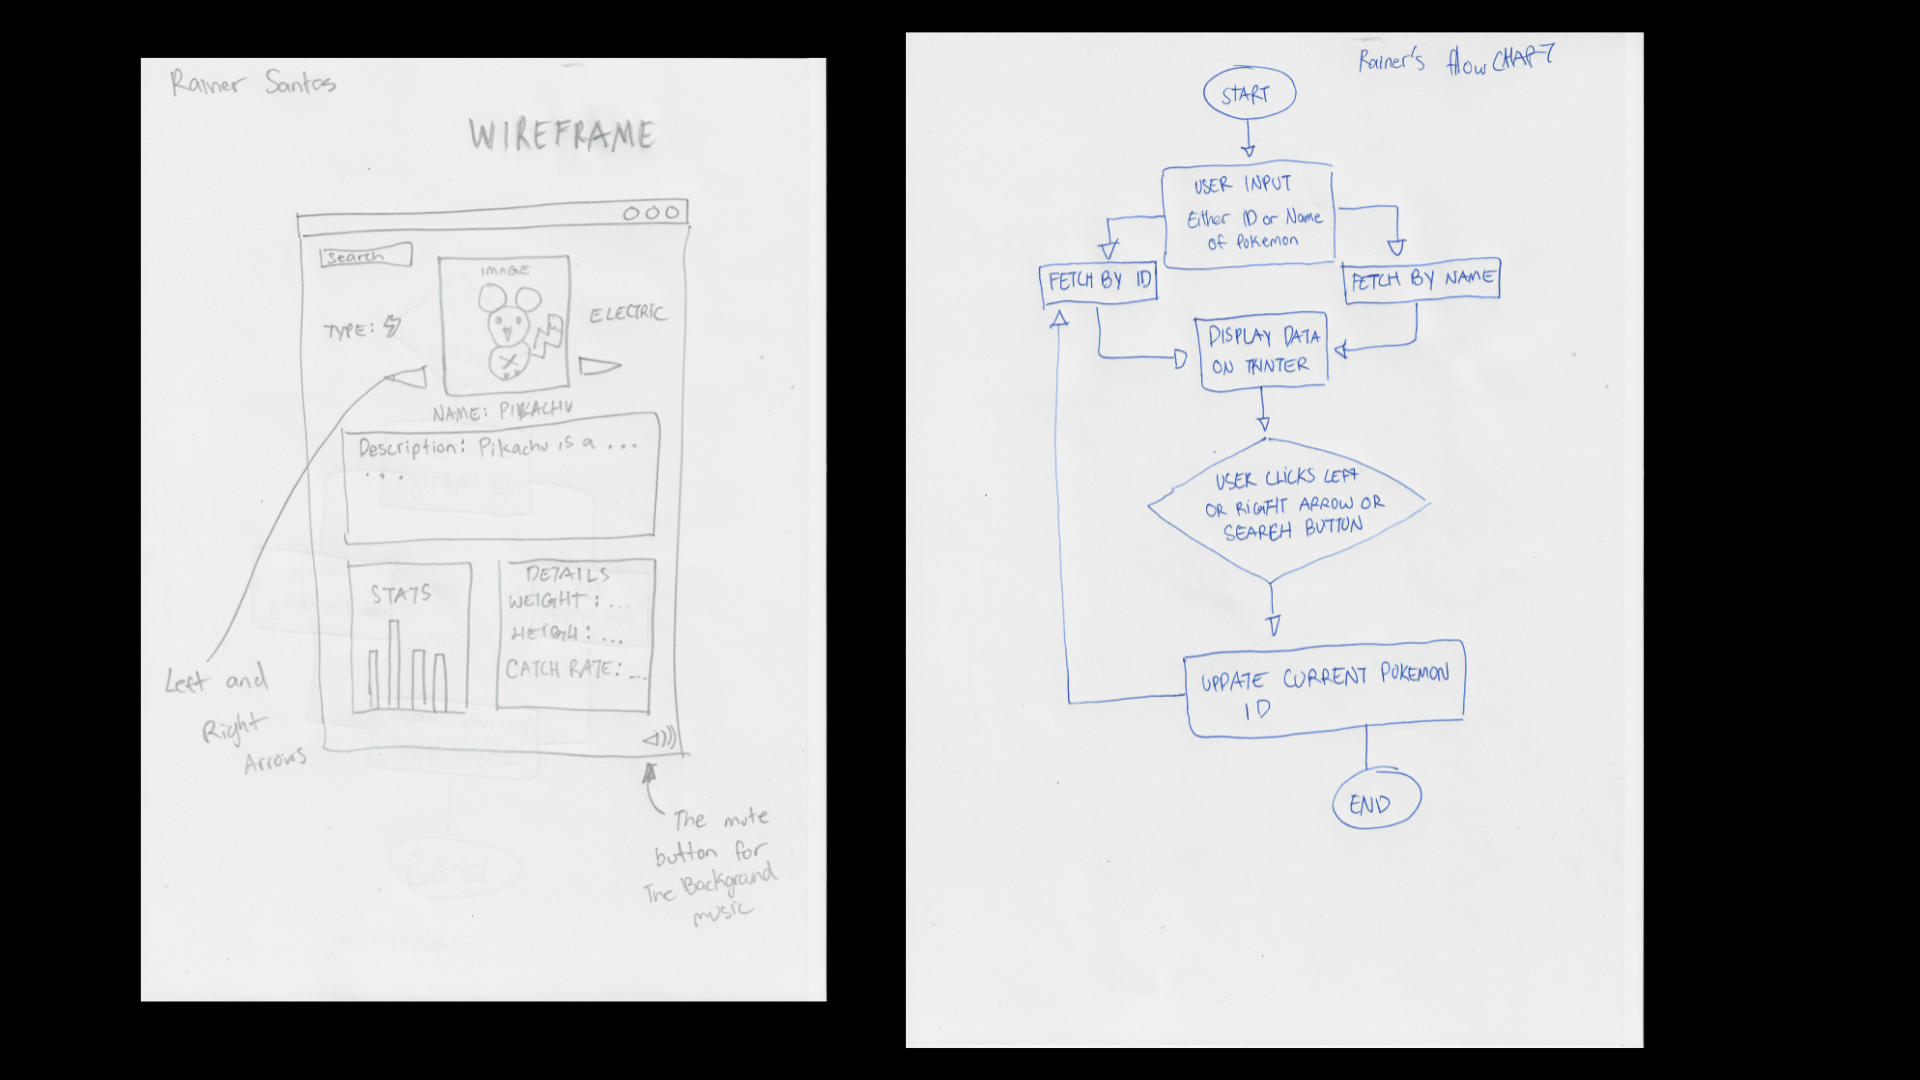 Rainer Santos
WIREFRAME
Search
IMAGE
TYPE:
ELECTRIC
NAME: PIKACHU
Description: Pikachu is a ...
...
STATS
DETAILS
WEIGHT: ...
HEIGH: ...
CATCH RATE: ...
Left and
Right
Arrows
The mute
button for
The Background
music
Rainer's flow CHART
START
USER INPUT
Either ID or Name
of Pokemon
FETCH BY ID
FETCH BY NAME
DISPLAY DATA
ON TKINTER
USER CLICKS LEFT
OR RIGHT ARROW OR
SEARCH BUTTON
UPDATE CURRENT POKEMON
ID
END